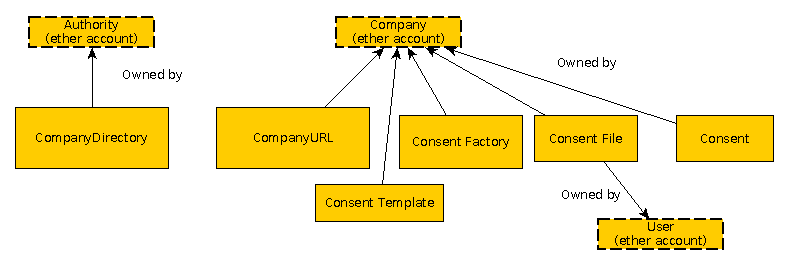 Authority
(ether account)
Company
(ether account)
Owned by
Owned by
CompanyDirectory
CompanyURL
Consent Factory
Consent File
Consent
Consent Template
Owned by
User
(ether account)